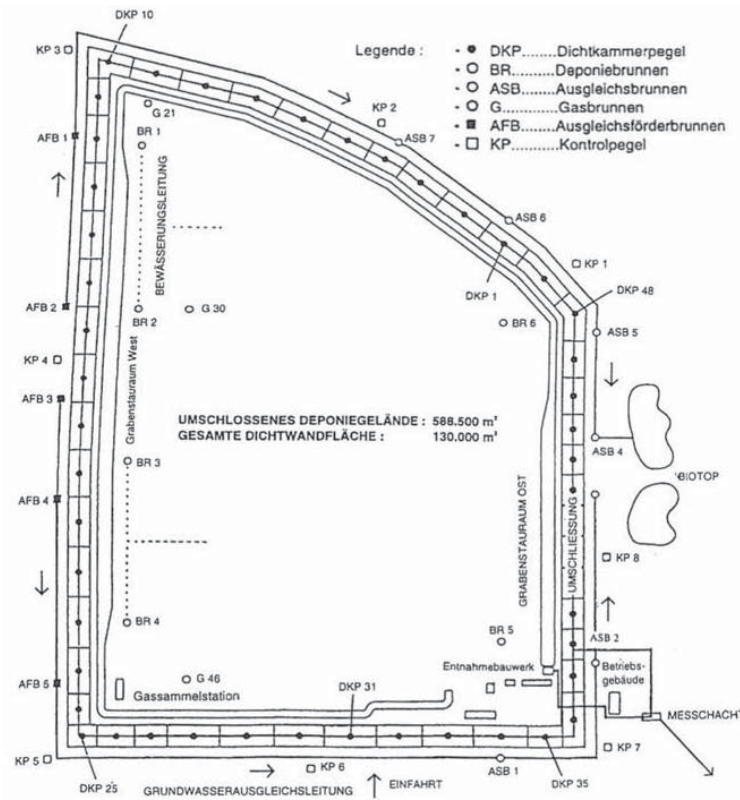 DKP 10
KP 3
Legende :
- DKP.........Dichtkammerpegel
- BR...........Deponiebrunnen
- ASB.........Ausgleichsbrunnen
- G.............Gasbrunnen
- AFB.........Ausgleichsförderbrunnen
- KP...........Kontrolpegel
G 21
KP 2
AFB 1
BR 1
ASB 7
BEWÄSSERUNGSLEITUNG
ASB 6
KP 1
DKP 1
DKP 48
AFB 2
BR 2
G 30
BR 6
ASB 5
KP 4
Grabenstauraum West
AFB 3
UMSCHLOSSENES DEPONIEGELÄNDE : 588.500 m²
GESAMTE DICHTWANDFLÄCHE : 130.000 m²
ASB 4
BR 3
BIOTOP
AFB 4
GRABENSTAURAUM OST
UMSCHLIESSUNG
KP 8
BR 4
BR 5
ASB 2
AFB 5
G 46
Gassammelstation
DKP 31
Entnahmebauwerk
Betriebs-
gebäude
MESSCHACHT
KP 5
DKP 25
KP 6
ASB 1
DKP 35
KP 7
GRUNDWASSERAUSGLEICHSLEITUNG
EINFAHRT